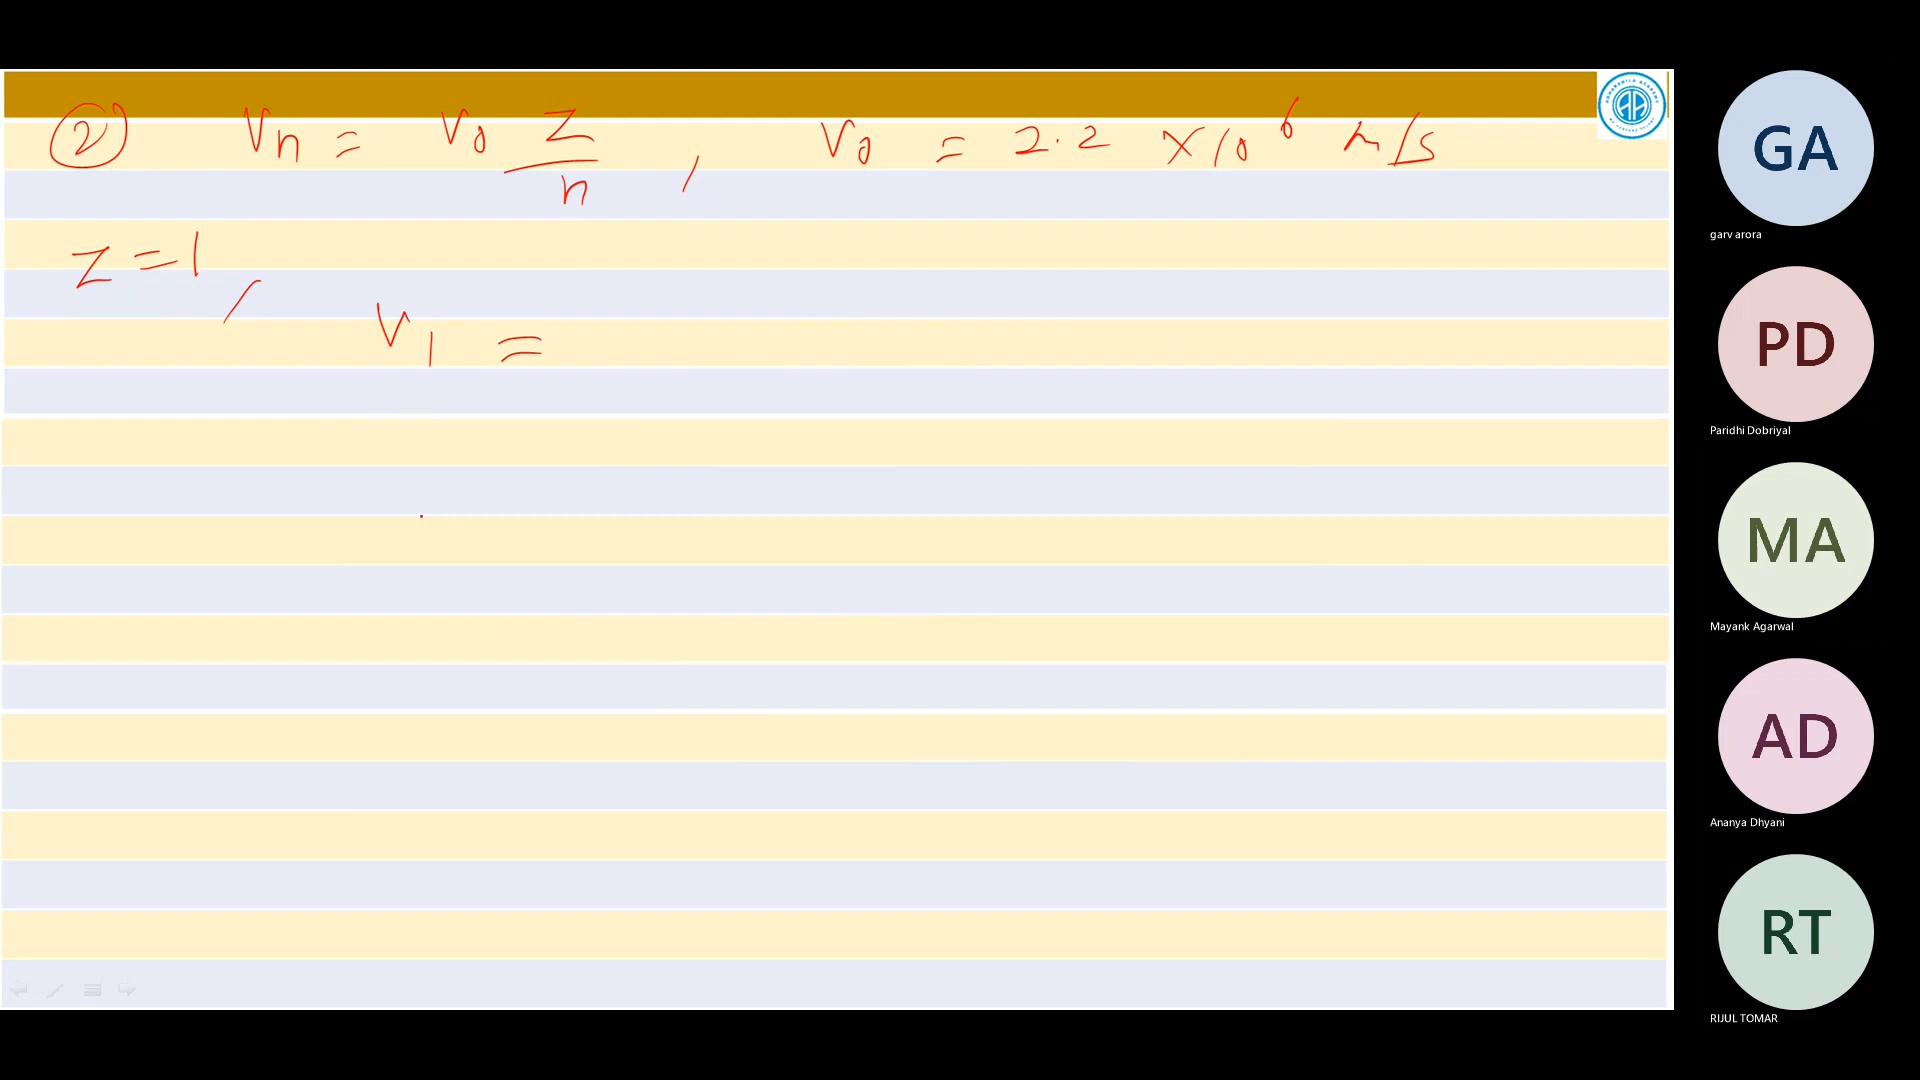 ② Vn = V0 Z/n , V0 = 2.2 × 10^6 m/s
Z = 1 ,
V1 =
GA
garv arora
PD
Paridhi Dobriyal
MA
Mayank Agarwal
AD
Ananya Dhyani
RT
RIJUL TOMAR